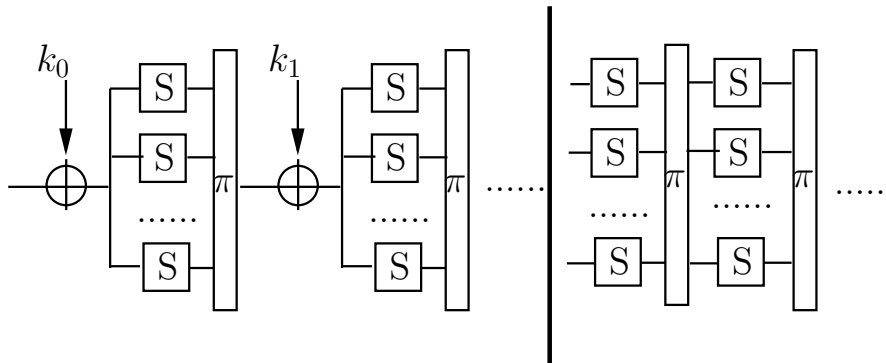 k₀ S k₁ S S S
S S S S
π π π π
...... ......
...... ...... ...... ...... .....
S S S S